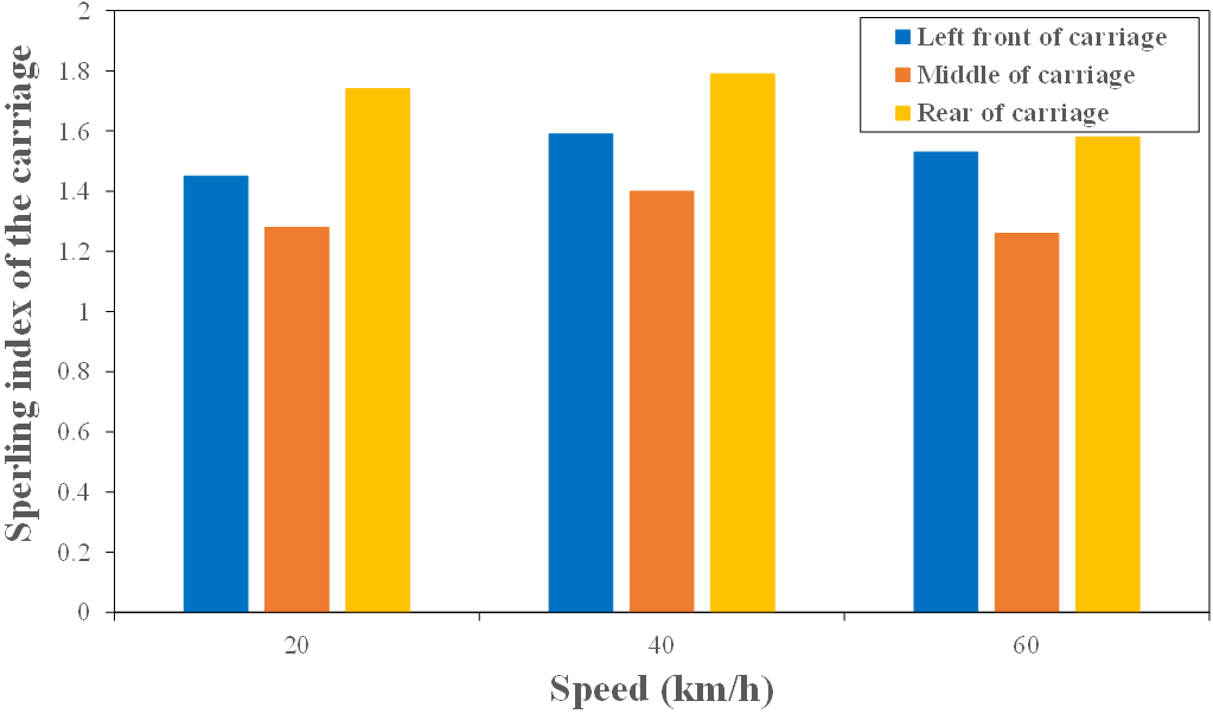 Sperling index of the carriage
2
1.8
1.6
1.4
1.2
1
0.8
0.6
0.4
0.2
0
Left front of carriage
Middle of carriage
Rear of carriage
20 40 60
Speed (km/h)